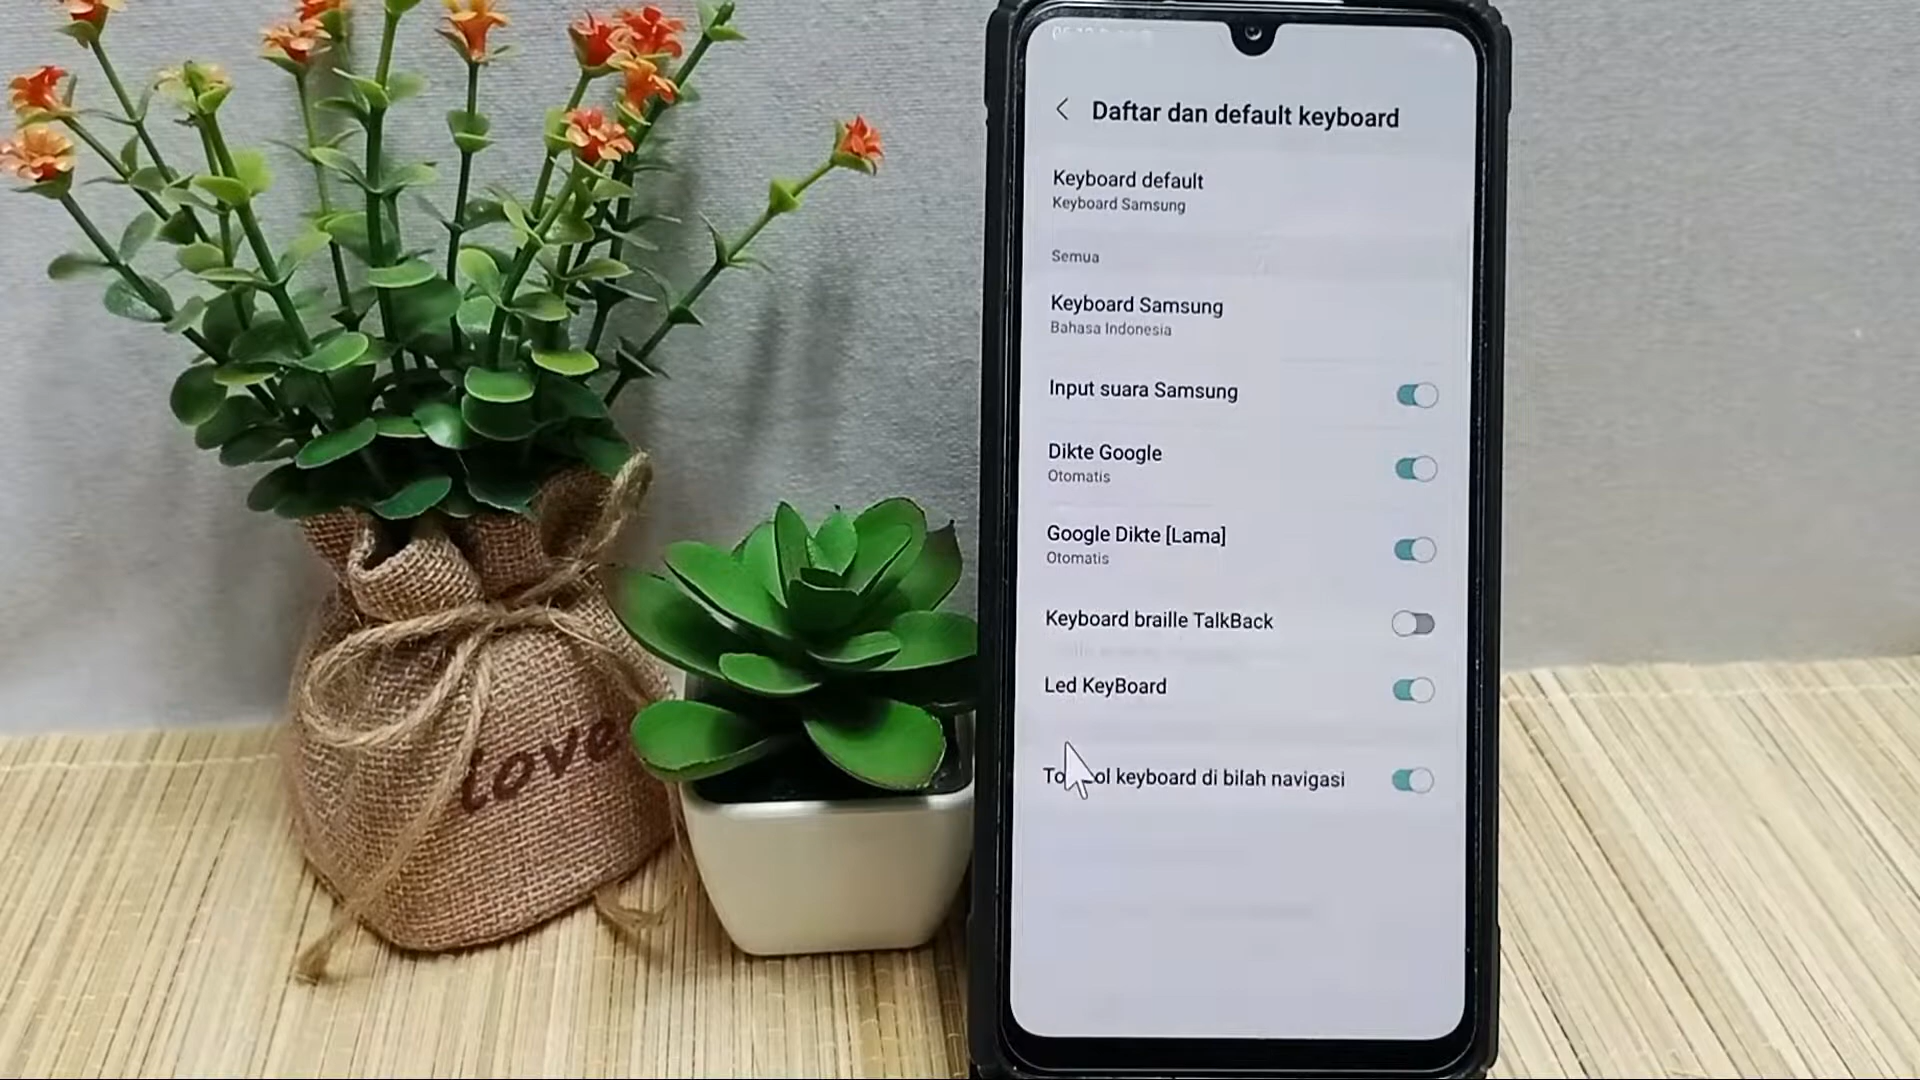 Daftar dan default keyboard
Keyboard default
Keyboard Samsung
Semua
Keyboard Samsung
Bahasa Indonesia
Input suara Samsung
Dikte Google
Otomatis
Google Dikte [Lama]
Otomatis
Keyboard braille TalkBack
Led KeyBoard
keyboard di bilah navigasi
love